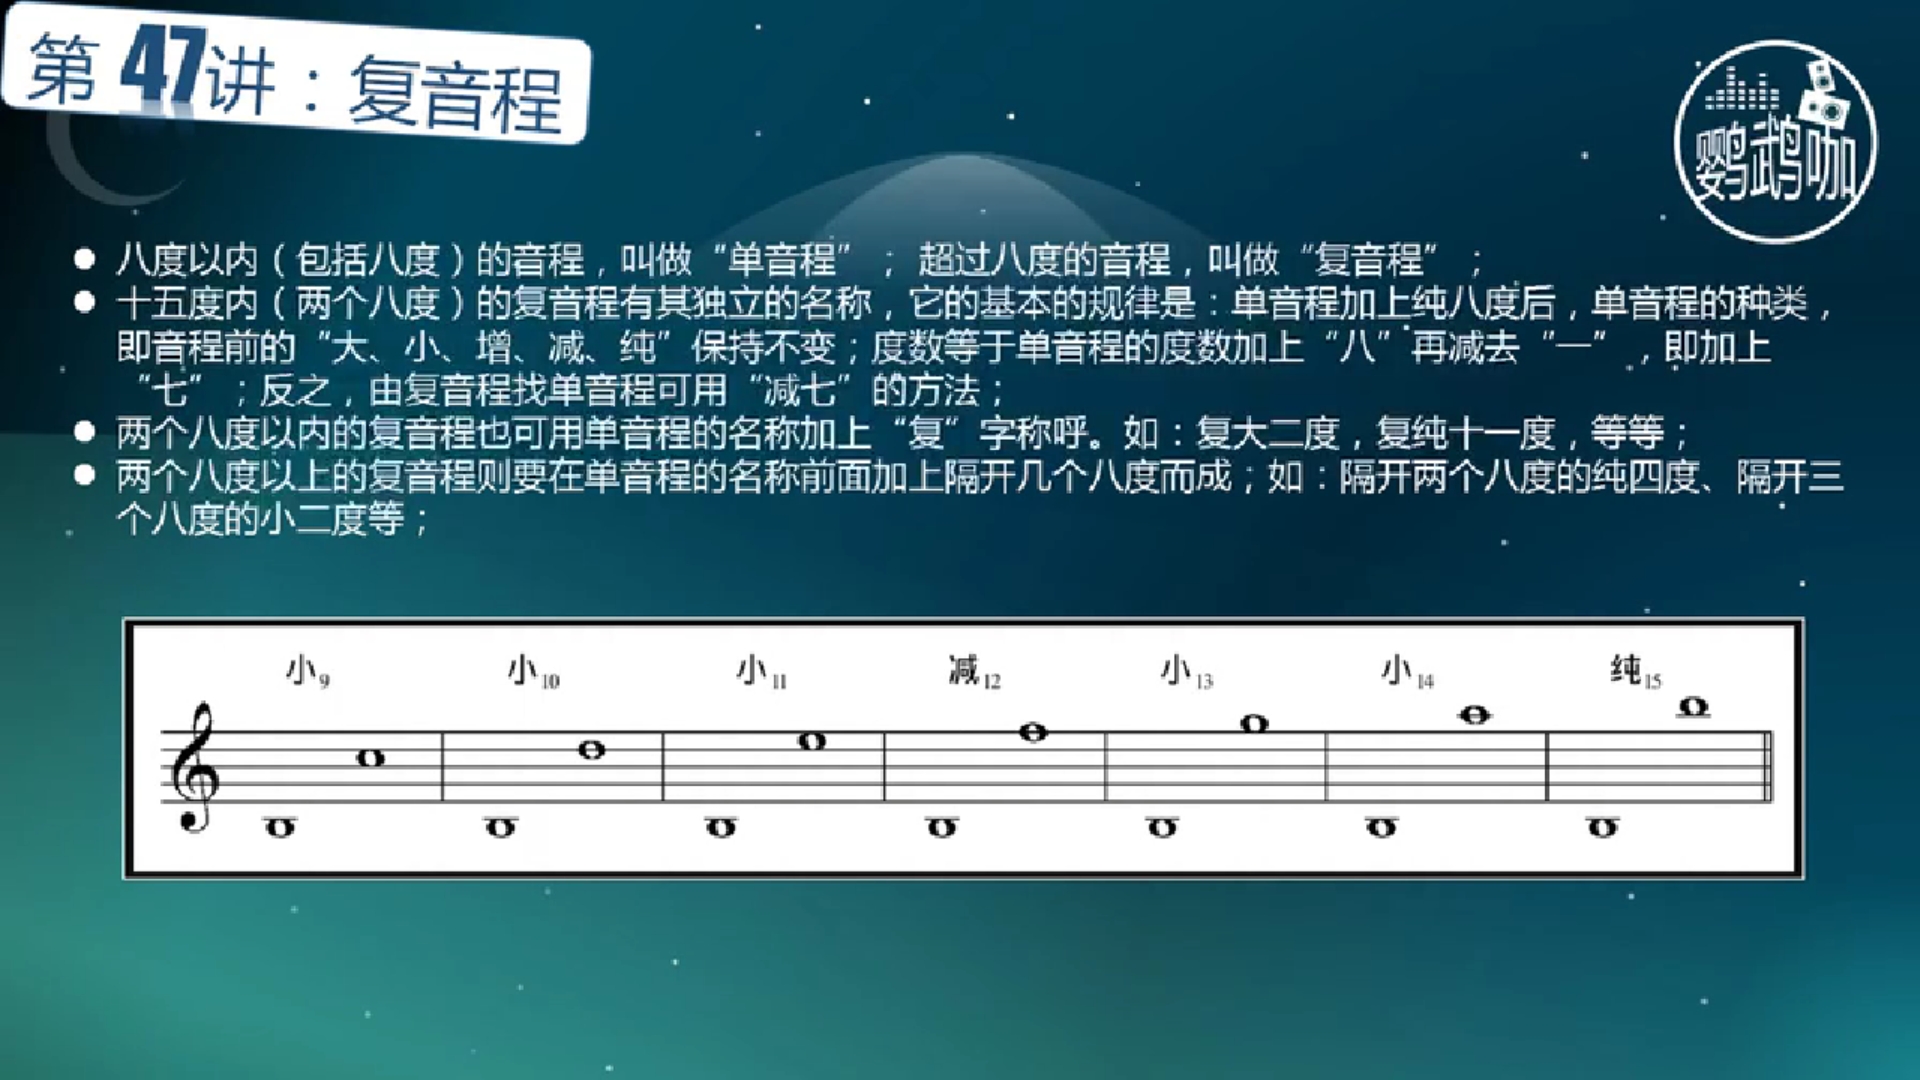 第47讲：复音程
鹦鹉咖
八度以内（包括八度）的音程，叫做“单音程”； 超过八度的音程，叫做“复音程”；
十五度内（两个八度）的复音程有其独立的名称，它的基本的规律是：单音程加上纯八度后，单音程的种类，
即音程前的“大、小、增、减、纯”保持不变；度数等于单音程的度数加上“八”再减去“一”，即加上
“七”；反之，由复音程找单音程可用“减七”的方法；
两个八度以内的复音程也可用单音程的名称加上“复”字称呼。如：复大二度，复纯十一度，等等；
两个八度以上的复音程则要在单音程的名称前面加上隔开几个八度而成；如：隔开两个八度的纯四度、隔开三
个八度的小二度等；
小9 小10 小11 减12 小13 小14 纯15